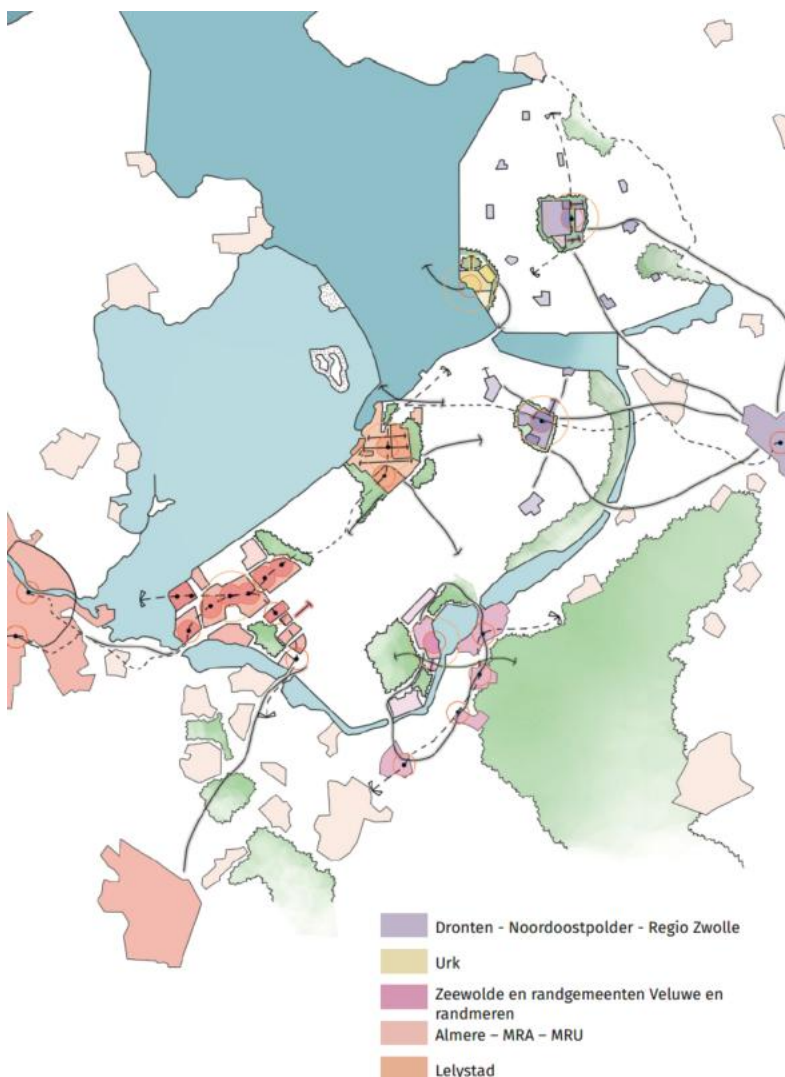 Dronten - Noordoostpolder - Regio Zwolle
Urk
Zeewolde en randgemeenten Veluwe en
randmeren
Almere – MRA – MRU
Lelystad